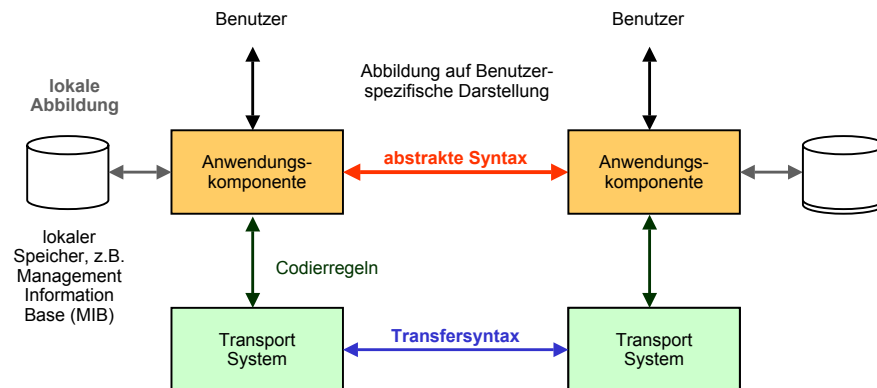 Benutzer
Benutzer
lokale
Abbildung
Abbildung auf Benutzer-
spezifische Darstellung
Anwendungs-
komponente
abstrakte Syntax
Anwendungs-
komponente
lokaler
Speicher, z.B.
Management
Information
Base (MIB)
Codierregeln
Transport
System
Transfersyntax
Transport
System